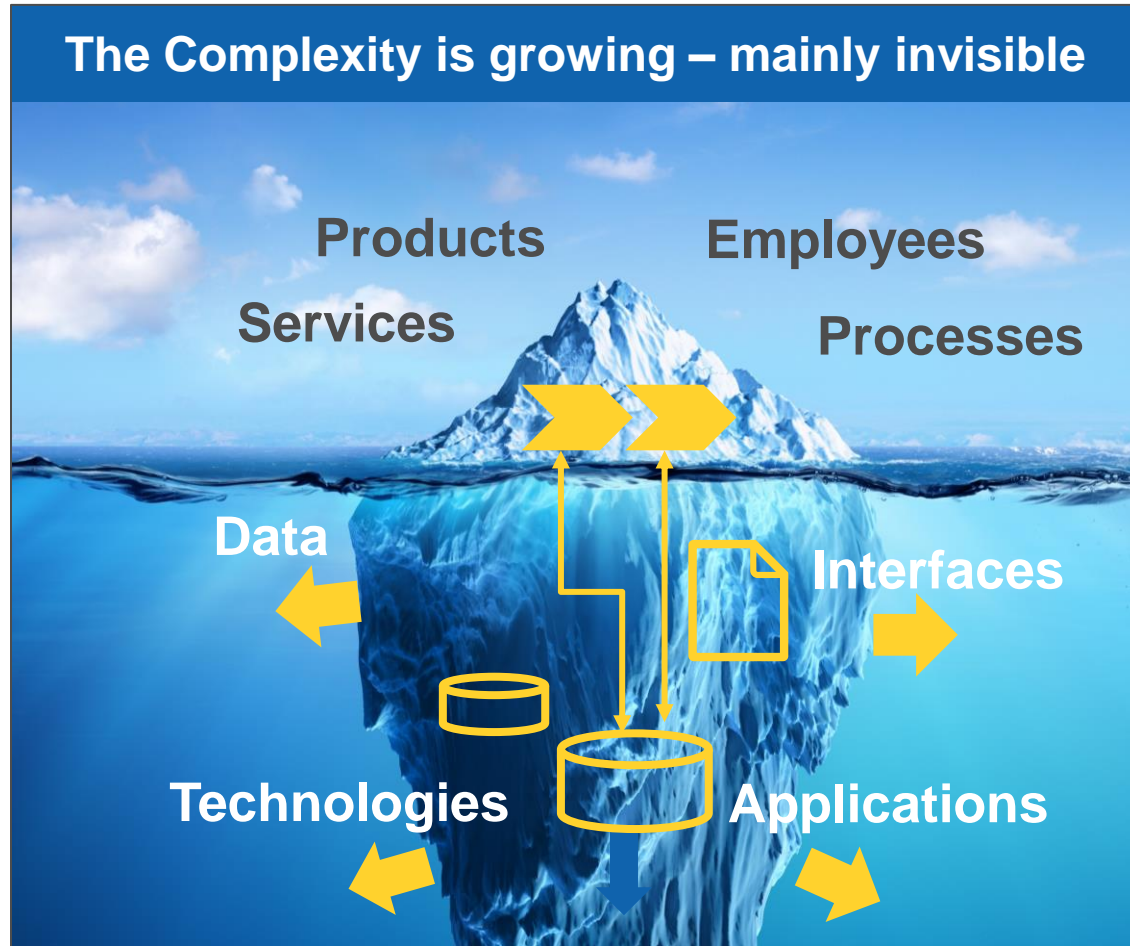 The Complexity is growing – mainly invisible
Products
Employees
Services
Processes
Data
Interfaces
Technologies
Applications